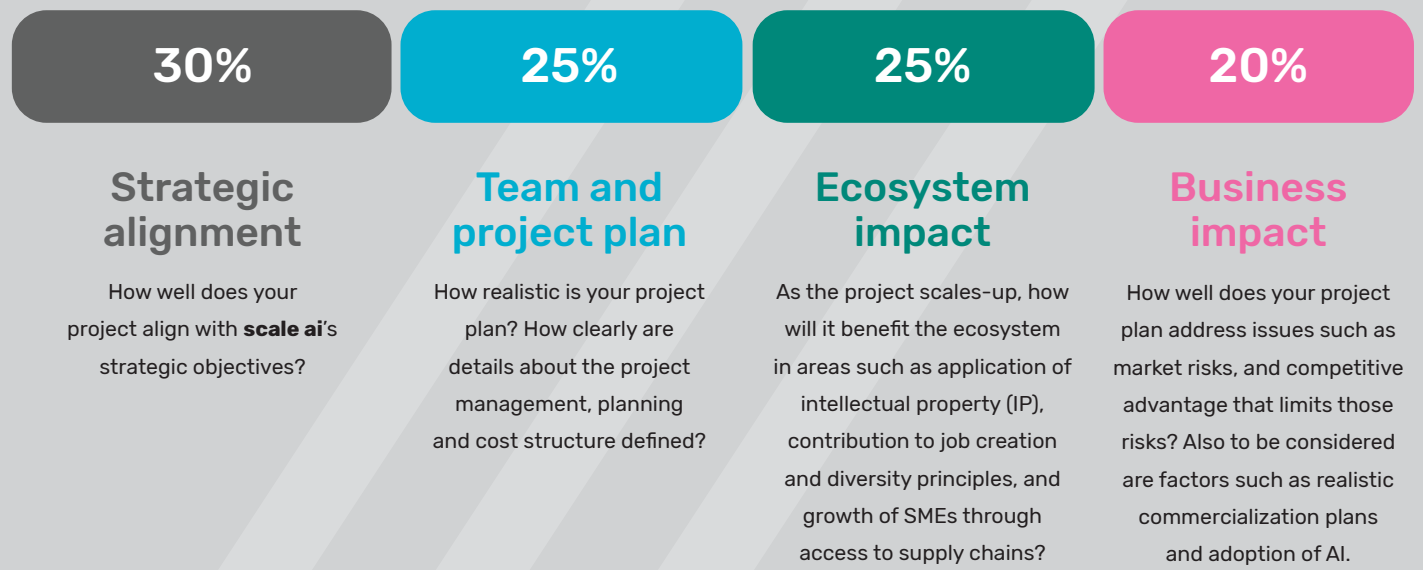 30%
Strategic
alignment
How well does your
project align with scale ai's
strategic objectives?
25%
Team and
project plan
How realistic is your project
plan? How clearly are
details about the project
management, planning
and cost structure defined?
25%
Ecosystem
impact
As the project scales-up, how
will it benefit the ecosystem
in areas such as application of
intellectual property (IP),
contribution to job creation
and diversity principles, and
growth of SMEs through
access to supply chains?
20%
Business
impact
How well does your project
plan address issues such as
market risks, and competitive
advantage that limits those
risks? Also to be considered
are factors such as realistic
commercialization plans
and adoption of AI.